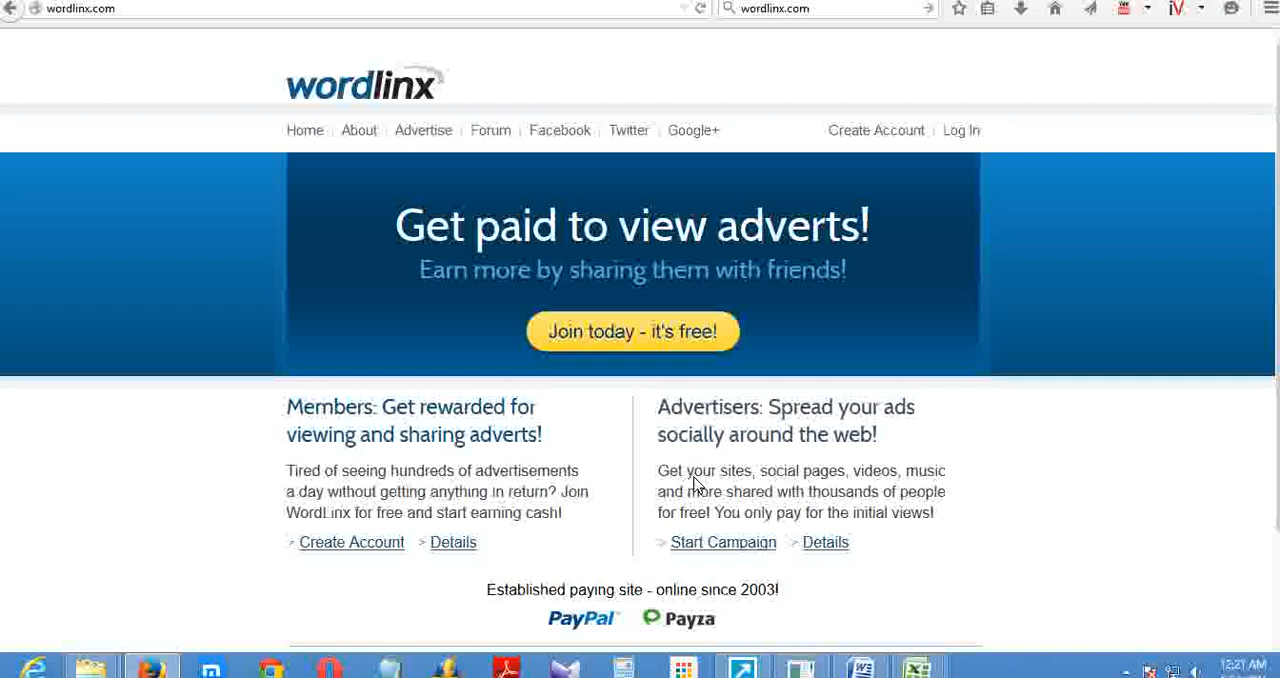 wordlinx.com
wordlinx.com
wordlinx
Home About Advertise Forum Facebook Twitter Google+ Create Account Log In
Get paid to view adverts!
Earn more by sharing them with friends!
Join today - it's free!
Members: Get rewarded for
viewing and sharing adverts!
Tired of seeing hundreds of advertisements
a day without getting anything in return? Join
WordLinx for free and start earning cash!
> Create Account > Details
Advertisers: Spread your ads
socially around the web!
Get your sites, social pages, videos, music
and more shared with thousands of people
for free! You only pay for the initial views!
> Start Campaign > Details
Established paying site - online since 2003!
PayPal Payza
12:21 AM